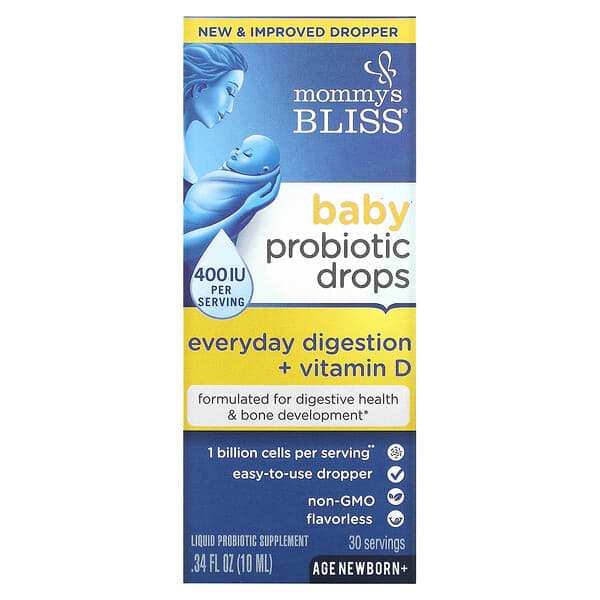 NEW & IMPROVED DROPPER
mommy's
BLISS®
baby
probiotic
drops
400 IU
PER
SERVING
everyday digestion
+ vitamin D
formulated for digestive health
& bone development*
1 billion cells per serving**
easy-to-use dropper
non-GMO
flavorless
LIQUID PROBIOTIC SUPPLEMENT
30 servings
.34 FL OZ (10 ML)
AGE NEWBORN+